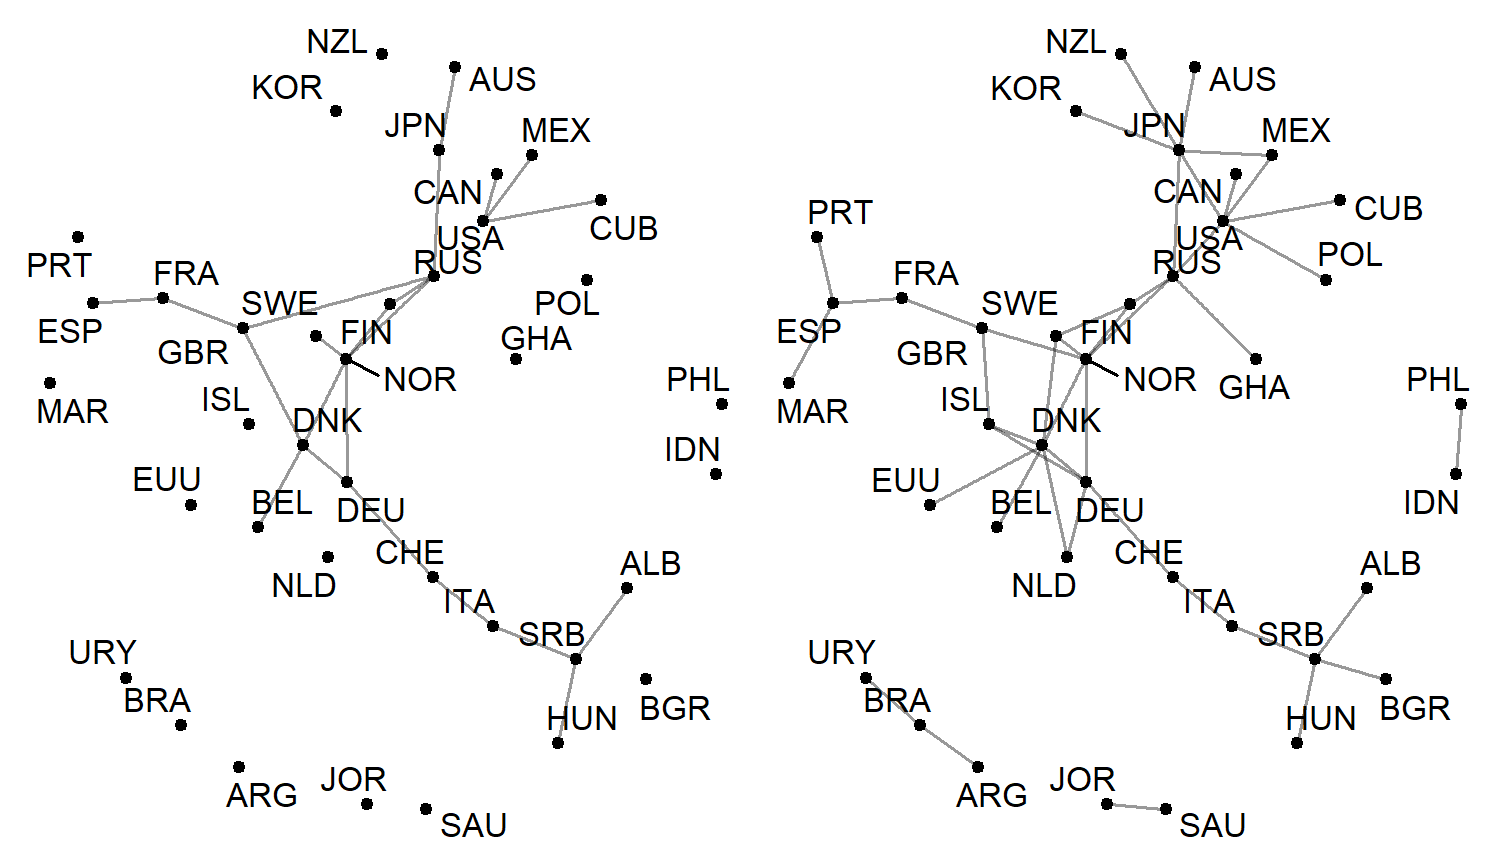 NZL
KOR
AUS
JPN
MEX
CAN
CUB
USA
RUS
PRT
FRA
SWE
POL
ESP
FIN
GHA
GBR
NOR
PHL
MAR
ISL
DNK
IDN
EUU
BEL
DEU
CHE
ALB
NLD
ITA
SRB
URY
BRA
BGR
HUN
JOR
ARG
SAU
NZL
KOR
AUS
JPN
MEX
CAN
CUB
PRT
USA
POL
RUS
FRA
SWE
ESP
FIN
GBR
NOR
GHA
PHL
ISL
MAR
DNK
EUU
BEL
IDN
DEU
CHE
ALB
NLD
ITA
SRB
URY
BRA
BGR
HUN
JOR
ARG
SAU